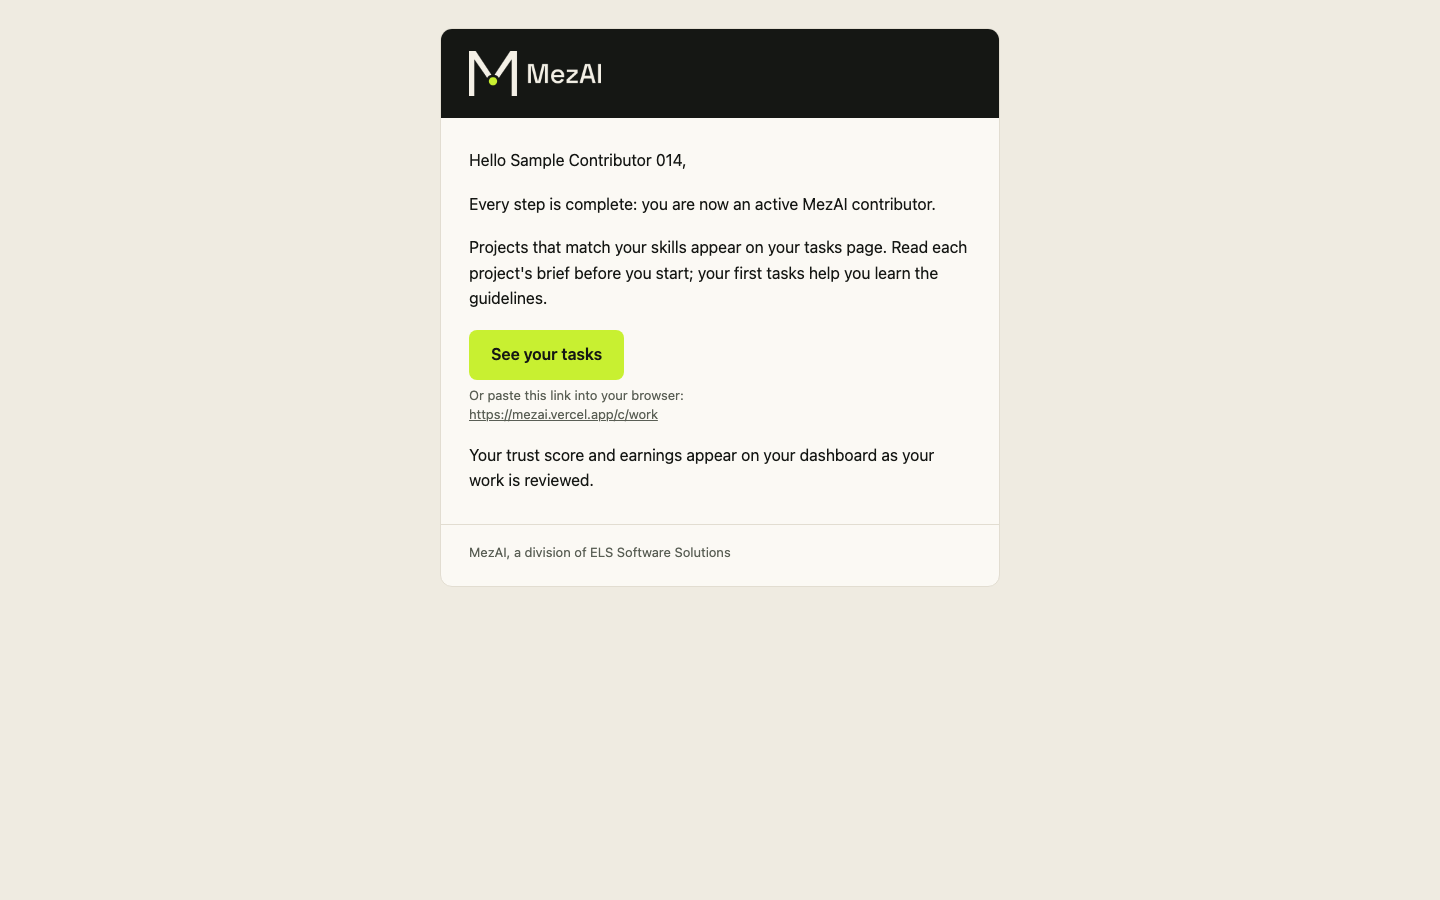 MezAI
Hello Sample Contributor 014,
Every step is complete: you are now an active MezAI contributor.
Projects that match your skills appear on your tasks page. Read each
project's brief before you start; your first tasks help you learn the
guidelines.
See your tasks
Or paste this link into your browser:
https://mezai.vercel.app/c/work
Your trust score and earnings appear on your dashboard as your
work is reviewed.
MezAI, a division of ELS Software Solutions